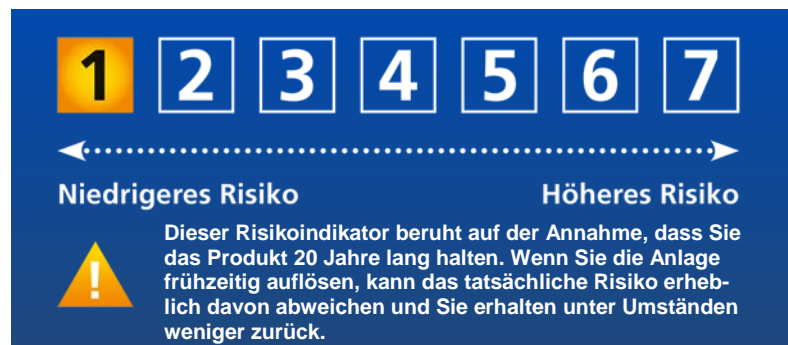 1 2 3 4 5 6 7
Niedrigeres Risiko Höheres Risiko
Dieser Risikoindikator beruht auf der Annahme, dass Sie
das Produkt 20 Jahre lang halten. Wenn Sie die Anlage
frühzeitig auflösen, kann das tatsächliche Risiko erheb-
lich davon abweichen und Sie erhalten unter Umständen
weniger zurück.